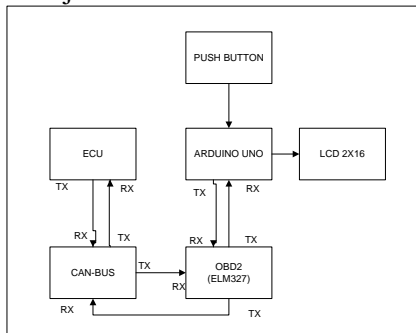 PUSH BUTTON
ECU
ARDUINO UNO
LCD 2X16
TX
RX
TX
RX
RX
TX
RX
TX
CAN-BUS
TX
RX
OBD2
(ELM327)
RX
TX